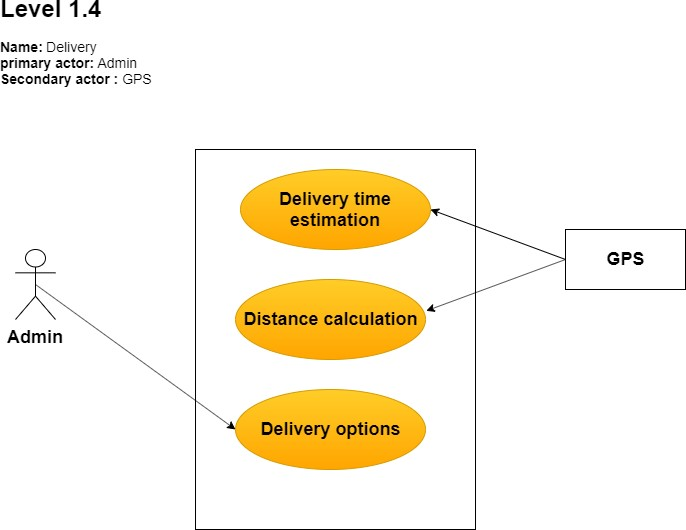 Level 1.4
Name: Delivery
primary actor: Admin
Secondary actor : GPS
Delivery time
estimation
GPS
Distance calculation
Admin
Delivery options